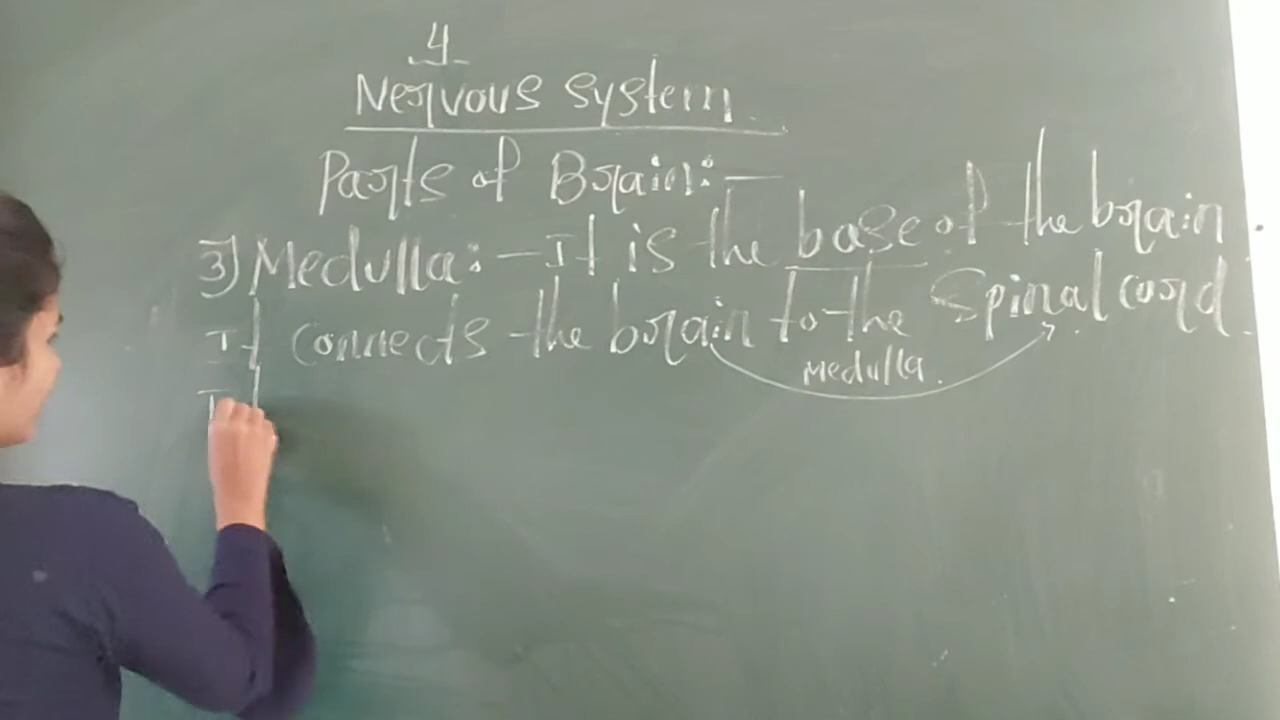 4
Nervous system
Parts of Brain:-
3) Medulla:- It is the base of the brain
It connects the brain to the Spinal cord.
Medulla.
It